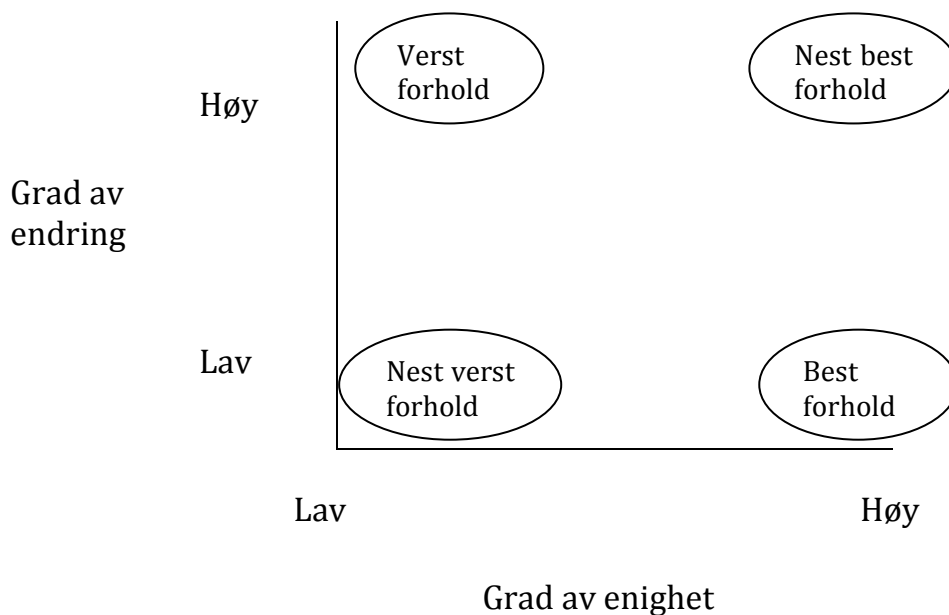 Verst
forhold
Nest best
forhold
Høy
Grad av
endring
Lav
Nest verst
forhold
Best
forhold
Lav
Høy
Grad av enighet